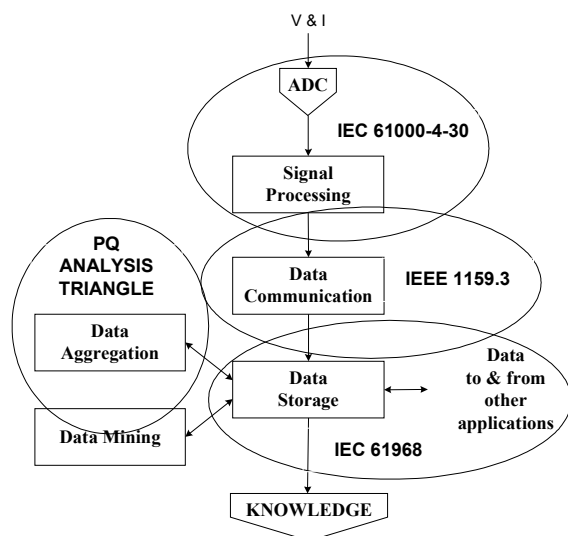 V & I
ADC
IEC 61000-4-30
Signal
Processing
PQ
ANALYSIS
TRIANGLE
Data
Communication
IEEE 1159.3
Data
Aggregation
Data
Storage
Data
to & from
other
applications
Data Mining
IEC 61968
KNOWLEDGE